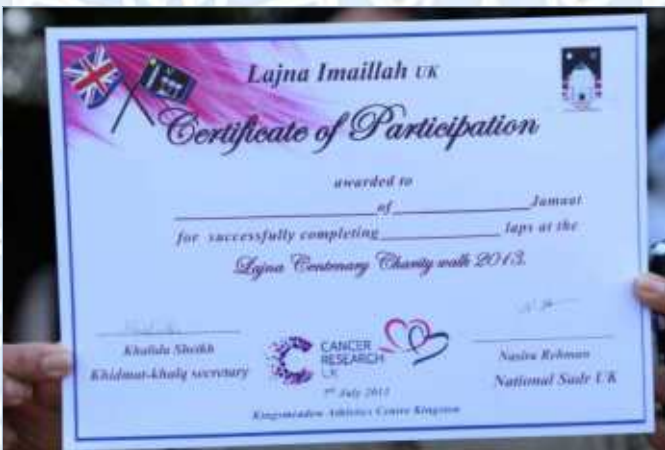 Lajna Imaillah UK
Certificate of Participation
awarded to
of Jamaat
for successfully completing laps at the
Lajna Centenary Charity walk 2013.
Khalida Sheikh
Khidmat-khalq secretary
CANCER
RESEARCH
UK
Nasira Rehman
National Sadr UK
7th July 2013
Kingsmeadow Athletics Centre Kingston